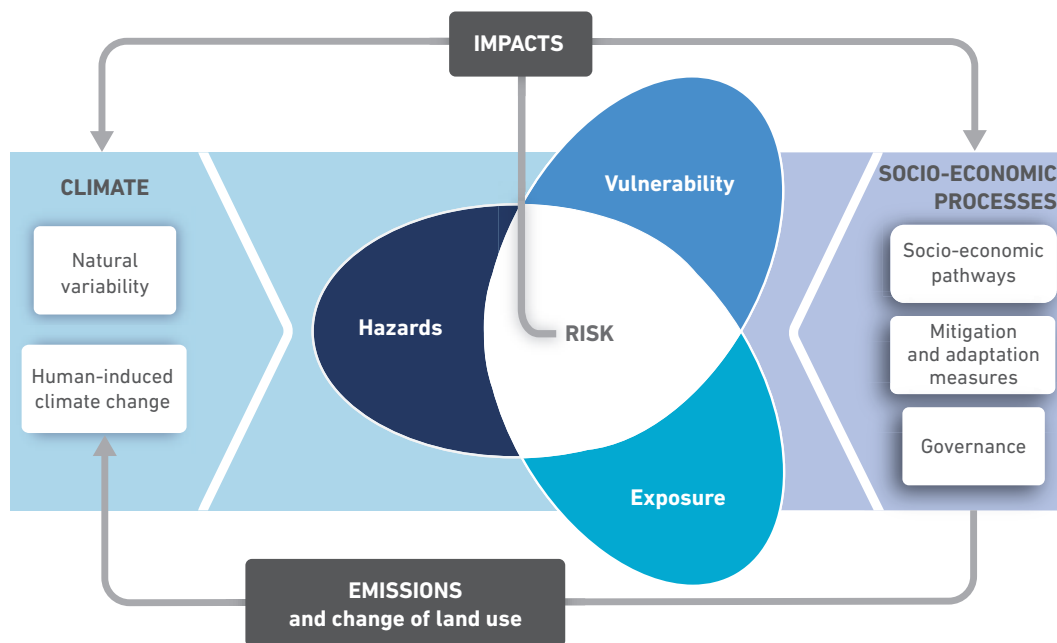 IMPACTS
CLIMATE
Natural
variability
Human-induced
climate change
Hazards
Vulnerability
RISK
Exposure
SOCIO-ECONOMIC
PROCESSES
Socio-economic
pathways
Mitigation
and adaptation
measures
Governance
EMISSIONS
and change of land use